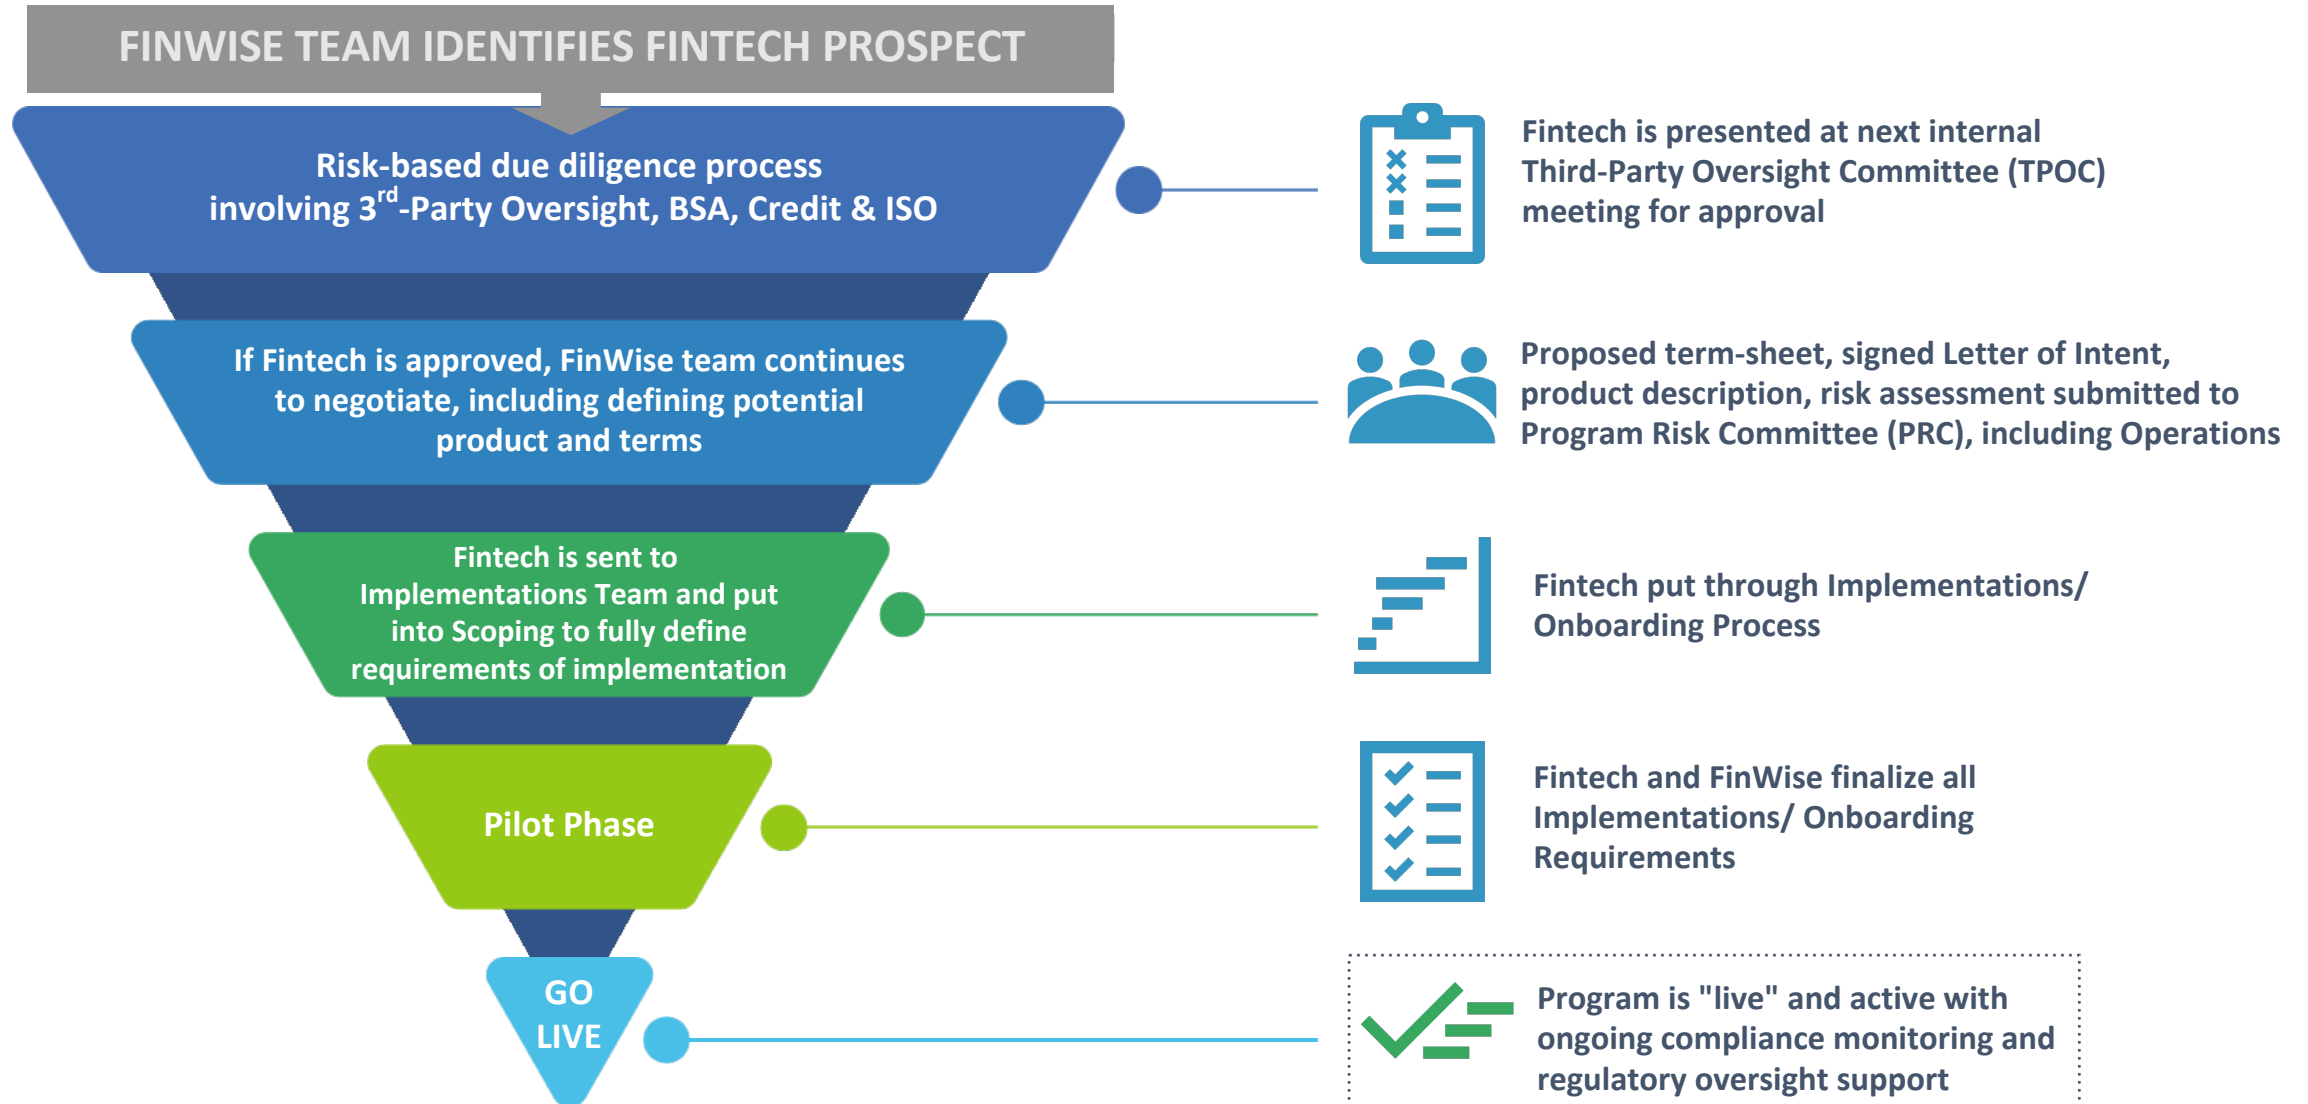 FINWISE TEAM IDENTIFIES FINTECH PROSPECT
Risk-based due diligence process
involving 3rd-Party Oversight, BSA, Credit & ISO
Fintech is presented at next internal
Third-Party Oversight Committee (TPOC)
meeting for approval
If Fintech is approved, FinWise team continues
to negotiate, including defining potential
product and terms
Proposed term-sheet, signed Letter of Intent,
product description, risk assessment submitted to
Program Risk Committee (PRC), including Operations
Fintech is sent to
Implementations Team and put
into Scoping to fully define
requirements of implementation
Fintech put through Implementations/
Onboarding Process
Pilot Phase
Fintech and FinWise finalize all
Implementations/ Onboarding
Requirements
GO
LIVE
Program is "live" and active with
ongoing compliance monitoring and
regulatory oversight support